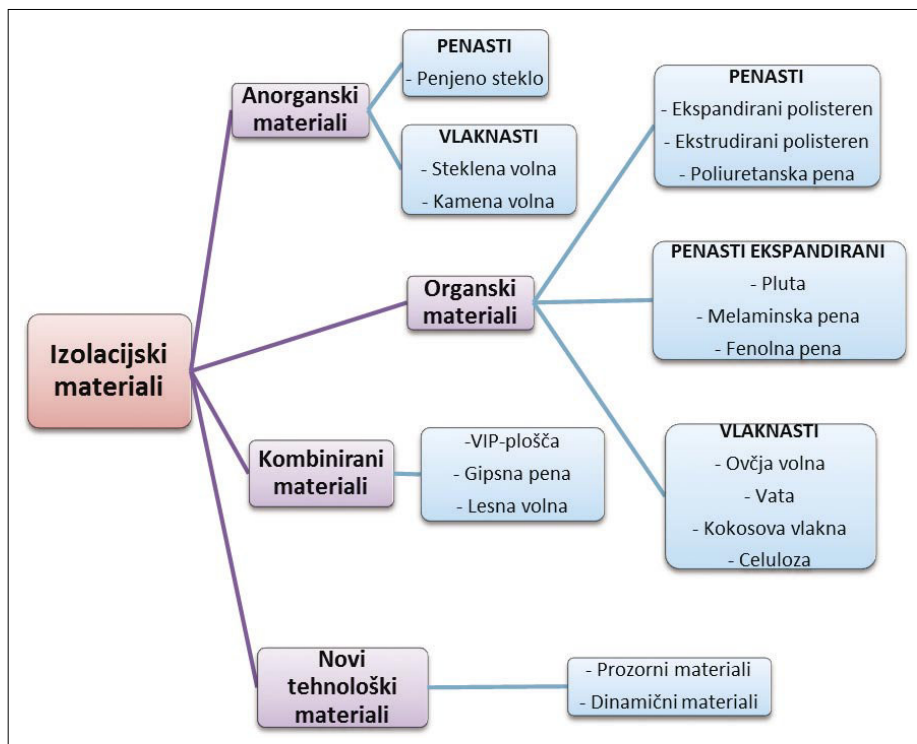 Izolacijski
materiali
Anorganski
materiali
PENASTI
- Penjeno steklo
VLAKNASTI
- Steklena volna
- Kamena volna
Organski
materiali
PENASTI
- Ekspandirani polisteren
- Ekstrudirani polisteren
- Poliuretanska pena
PENASTI EKSPANDIRANI
- Pluta
- Melaminska pena
- Fenolna pena
VLAKNASTI
- Ovčja volna
- Vata
- Kokosova vlakna
- Celuloza
Kombinirani
materiali
-VIP-plošča
- Gipsna pena
- Lesna volna
Novi
tehnološki
materiali
- Prozorni materiali
- Dinamični materiali